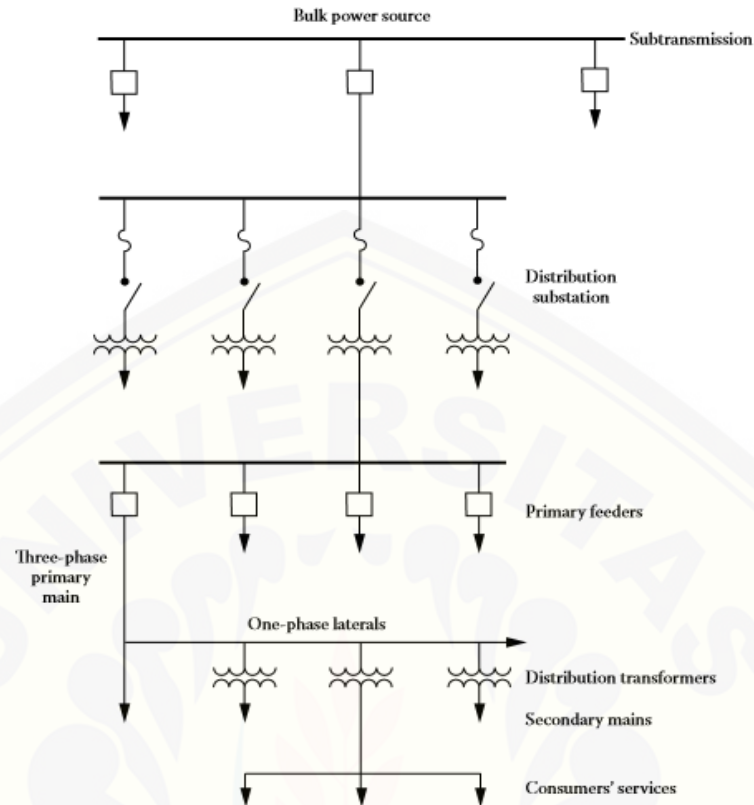 Bulk power source
Subtransmission
Distribution
substation
Primary feeders
Three-phase
primary
main
One-phase laterals
Distribution transformers
Secondary mains
Consumers' services
UNIVERSITAS